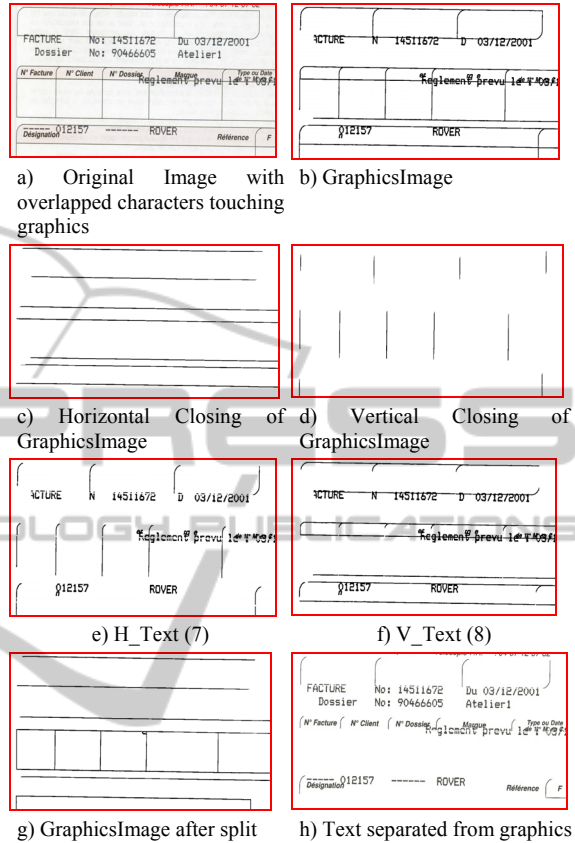 FACTURE No: 14511672 Du 03/12/2001
Dossier No: 90466605 Atelier1
N° Facture N° Client N° Dossier Marque Type ou Date
Reglement prevu le
----- 012157 ------ ROVER
Désignation Référence F
a) Original Image with
overlapped characters touching
graphics
ACTURE N 14511672 D 03/12/2001
Reglement prevu le
012157 ROVER
b) GraphicsImage
c) Horizontal Closing of
GraphicsImage
d) Vertical Closing of
GraphicsImage
ACTURE N 14511672 D 03/12/2001
Reglement prevu le
012157 ROVER
e) H_Text (7)
ACTURE N 14511672 D 03/12/2001
Reglement prevu le
012157 ROVER
f) V_Text (8)
g) GraphicsImage after split
FACTURE No: 14511672 Du 03/12/2001
Dossier No: 90466605 Atelier1
N° Facture N° Client N° Dossier Marque Type ou Date
Reglement prevu le
----- 012157 ------ ROVER
Désignation Référence F
h) Text separated from graphics